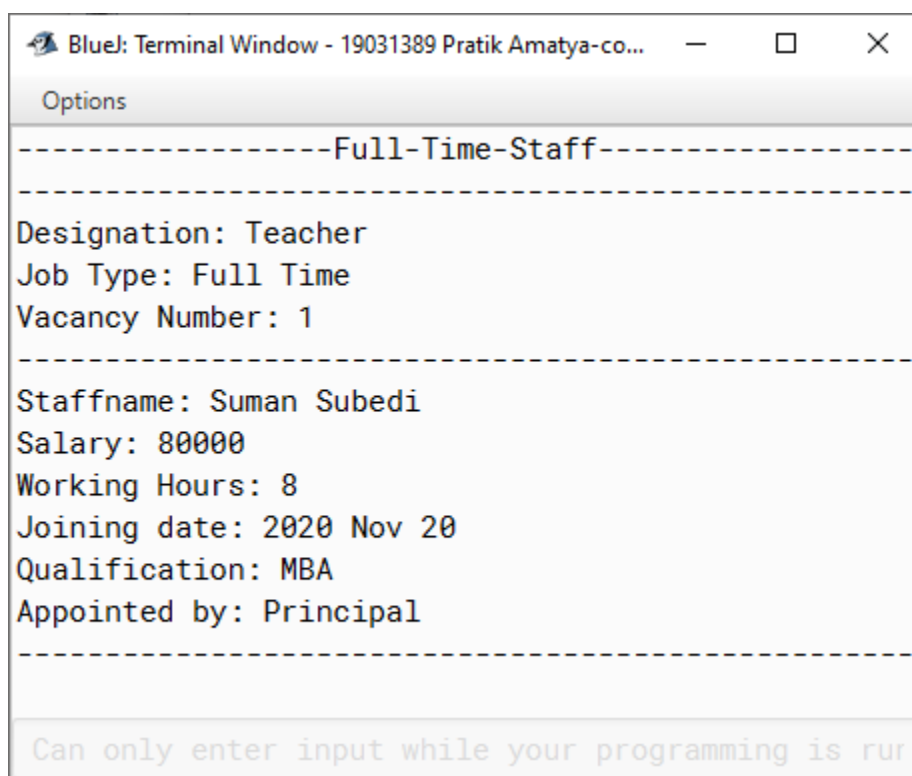 BlueJ: Terminal Window - 19031389 Pratik Amatya-co...
Options
------------------Full-Time-Staff------------------
---------------------------------------------------
Designation: Teacher
Job Type: Full Time
Vacancy Number: 1
---------------------------------------------------
Staffname: Suman Subedi
Salary: 80000
Working Hours: 8
Joining date: 2020 Nov 20
Qualification: MBA
Appointed by: Principal
---------------------------------------------------
Can only enter input while your programming is rur